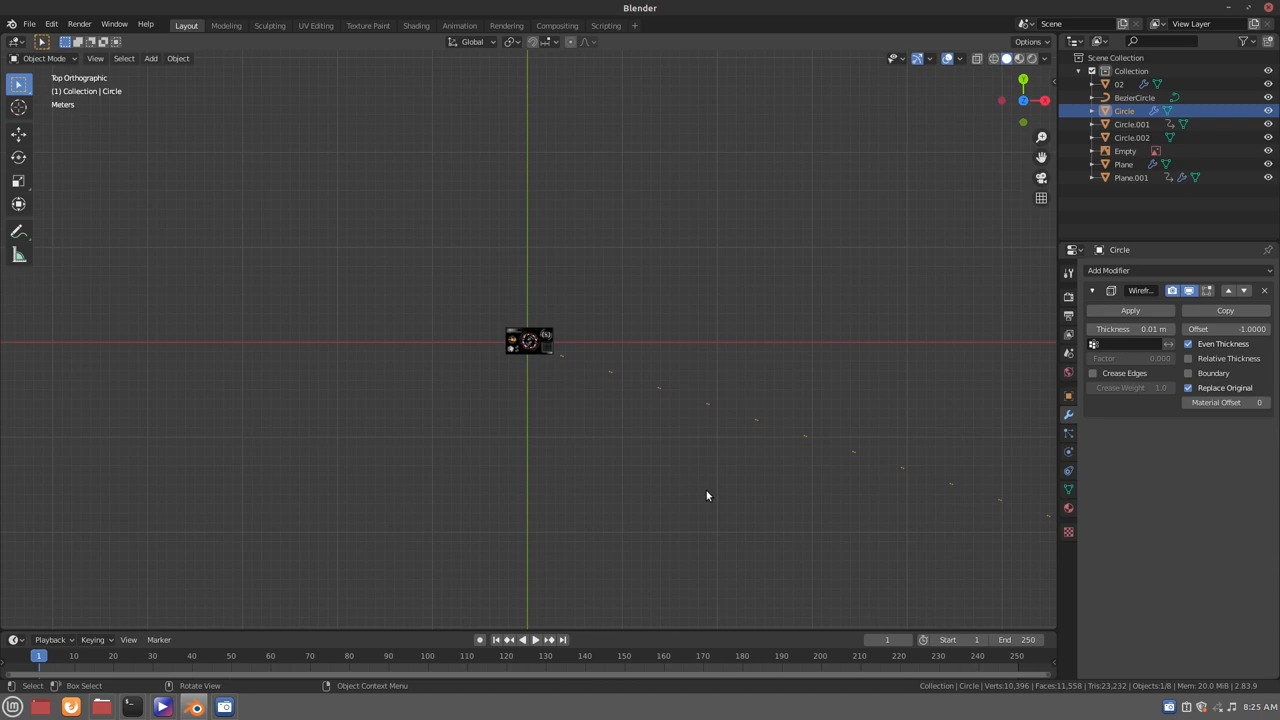 Blender
File Edit Render Window Help
Layout Modeling Sculpting UV Editing Texture Paint Shading Animation Rendering Compositing Scripting +
Scene
View Layer
Global
Options
Object Mode View Select Add Object
Top Orthographic
(1) Collection | Circle
Meters
Y
Z
X
Scene Collection
Collection
02
BezierCircle
Circle
Circle.001
Circle.002
Empty
Plane
Plane.001
Circle
Add Modifier
Wirefr...
Apply Copy
Thickness 0.01 m Offset -1.0000
Even Thickness
Factor 0.000 Relative Thickness
Crease Edges Boundary
Crease Weight 1.0 Replace Original
Material Offset 0
Playback Keying View Marker
1 Start 1 End 250
1 10 20 30 40 50 60 70 80 90 100 110 120 130 140 150 160 170 180 190 200 210 220 230 240 250
Select Box Select Rotate View Object Context Menu
Collection | Circle | Verts:10,396 | Faces:11,558 | Tris:23,232 | Objects:1/8 | Mem: 20.0 MiB | 2.83.9
8:25 AM